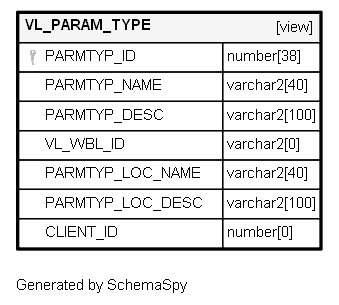 VL_PARAM_TYPE [view]
PARMTYP_ID number[38]
PARMTYP_NAME varchar2[40]
PARMTYP_DESC varchar2[100]
VL_WBL_ID varchar2[0]
PARMTYP_LOC_NAME varchar2[40]
PARMTYP_LOC_DESC varchar2[100]
CLIENT_ID number[0]
Generated by SchemaSpy